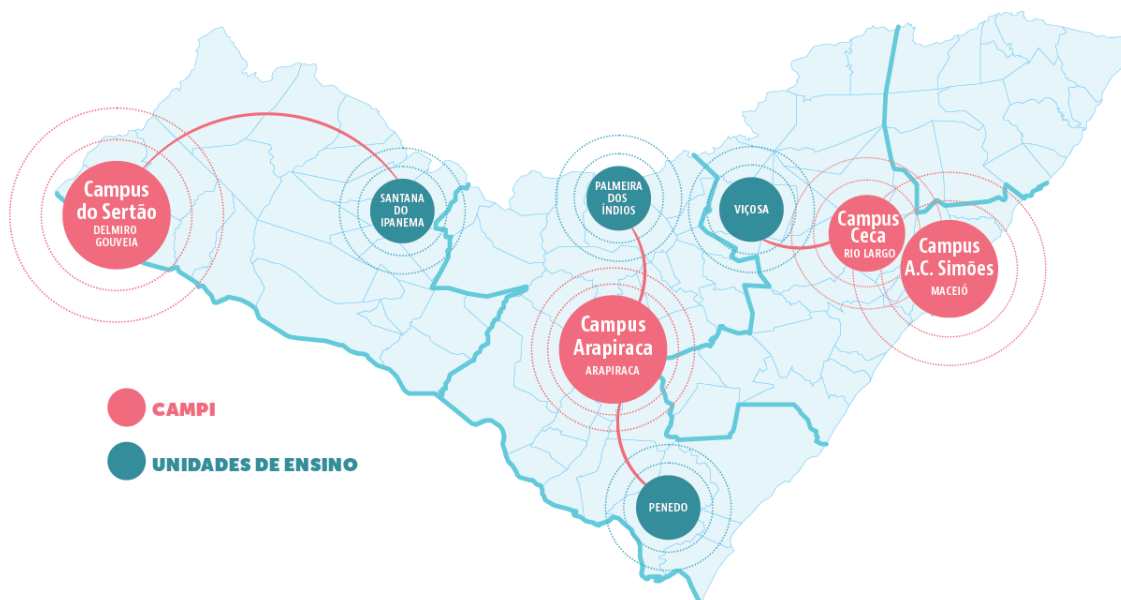 Campus
do Sertão
DELMIRO
GOUVEIA
SANTANA
DO
IPANEMA
PALMEIRA
DOS
ÍNDIOS
VIÇOSA
Campus
Ceca
RIO LARGO
Campus
A.C. Simões
MACEIÓ
Campus
Arapiraca
ARAPIRACA
PENEDO
CAMPI
UNIDADES DE ENSINO